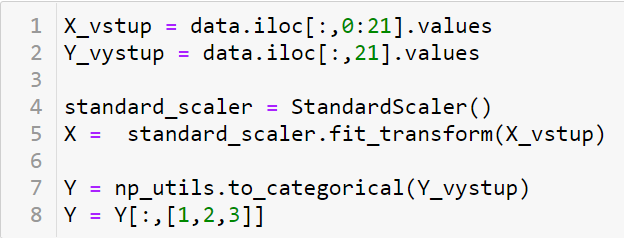 1 X_vstup = data.iloc[:,0:21].values
2 Y_vystup = data.iloc[:,21].values
3
4 standard_scaler = StandardScaler()
5 X =  standard_scaler.fit_transform(X_vstup)
6
7 Y = np_utils.to_categorical(Y_vystup)
8 Y = Y[:,[1,2,3]]